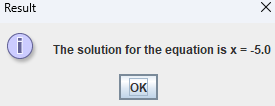 Result
The solution for the equation is x = -5.0
OK